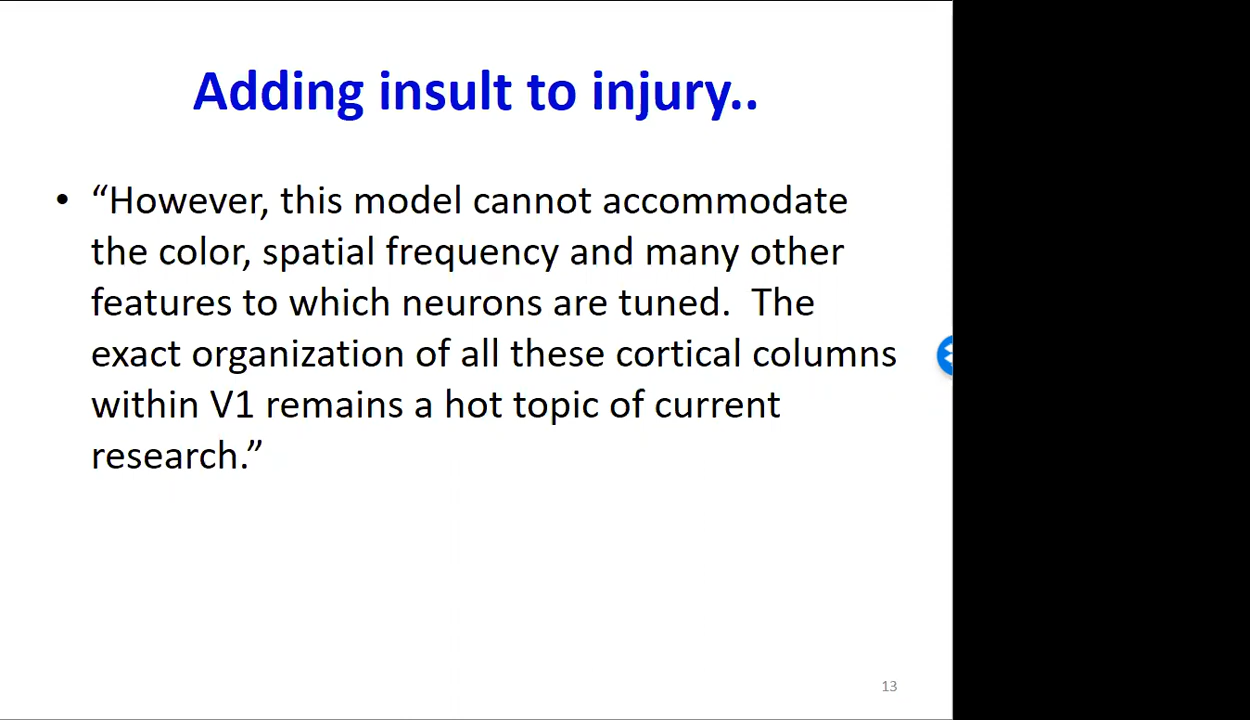 Adding insult to injury..
• “However, this model cannot accommodate
the color, spatial frequency and many other
features to which neurons are tuned.  The
exact organization of all these cortical columns
within V1 remains a hot topic of current
research.”
13